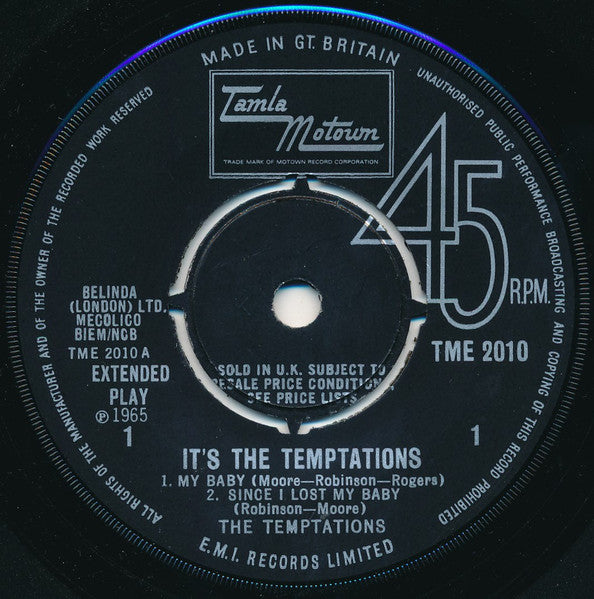 MADE IN GT. BRITAIN
UNAUTHORISED PUBLIC PERFORMANCE BROADCASTING AND COPYING OF THIS RECORD PROHIBITED
ALL RIGHTS OF THE MANUFACTURER AND OF THE OWNER OF THE RECORDED WORK RESERVED
Tamla
Motown
TRADE MARK OF MOTOWN RECORD CORPORATION
45
R.P.M.
TME 2010
BELINDA
(LONDON) LTD.
MECOLICO
BIEM/NCB
TME 2010 A
EXTENDED
PLAY
℗ 1965
1
1
SOLD IN U.K. SUBJECT TO
RESALE PRICE CONDITIONS,
SEE PRICE LISTS
IT'S THE TEMPTATIONS
1. MY BABY (Moore—Robinson—Rogers)
2. SINCE I LOST MY BABY
(Robinson—Moore)
THE TEMPTATIONS
E.M.I. RECORDS LIMITED